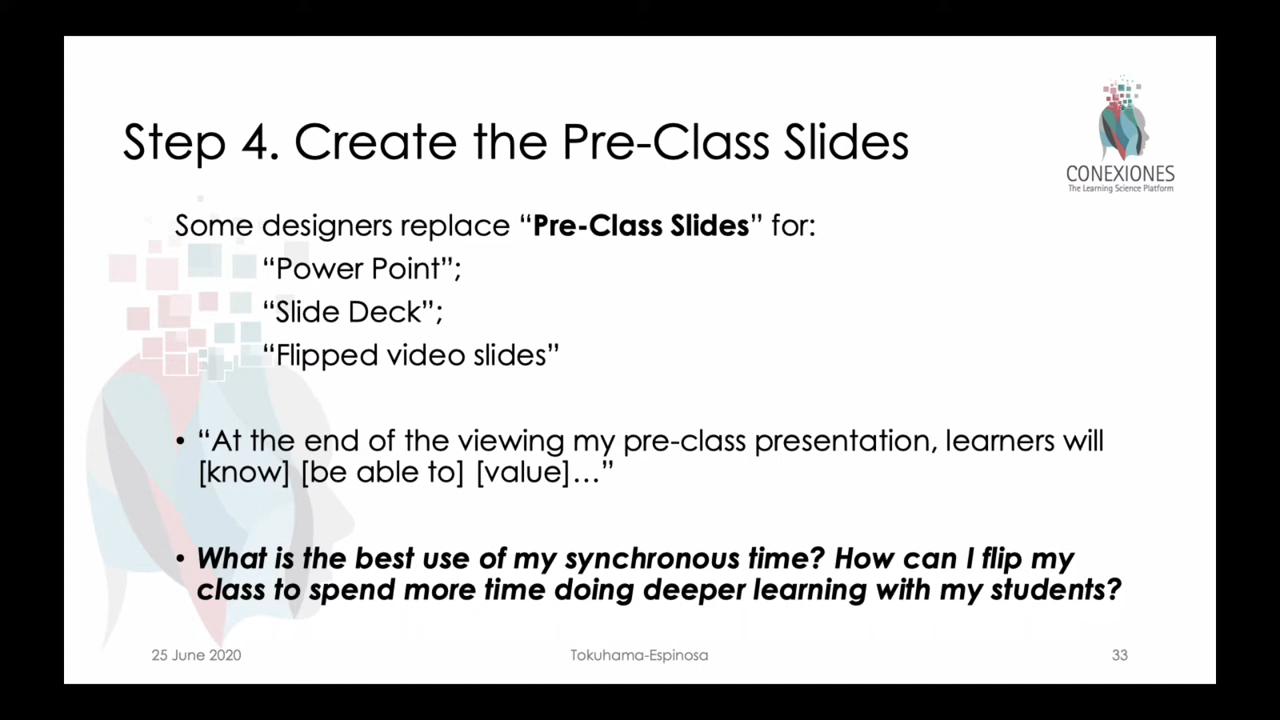 Step 4. Create the Pre-Class Slides
CONEXIONES
The Learning Science Platform
Some designers replace “Pre-Class Slides” for:
“Power Point”;
“Slide Deck”;
“Flipped video slides”
• “At the end of the viewing my pre-class presentation, learners will
[know] [be able to] [value]…”
• What is the best use of my synchronous time? How can I flip my
class to spend more time doing deeper learning with my students?
25 June 2020
Tokuhama-Espinosa
33